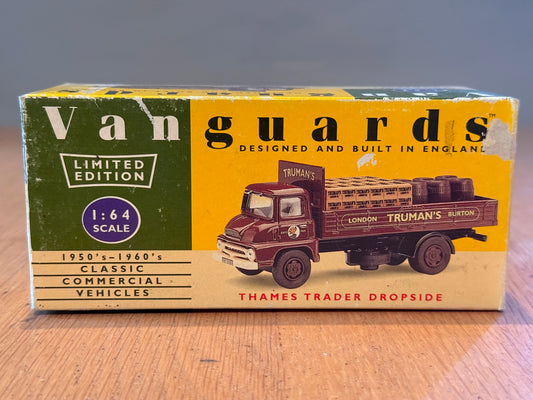 Vanguards™
DESIGNED AND BUILT IN ENGLAND
LIMITED
EDITION
1:64
SCALE
1950's–1960's
CLASSIC
COMMERCIAL
VEHICLES
TRUMAN'S
LONDON TRUMAN'S BURTON
THAMES TRADER DROPSIDE